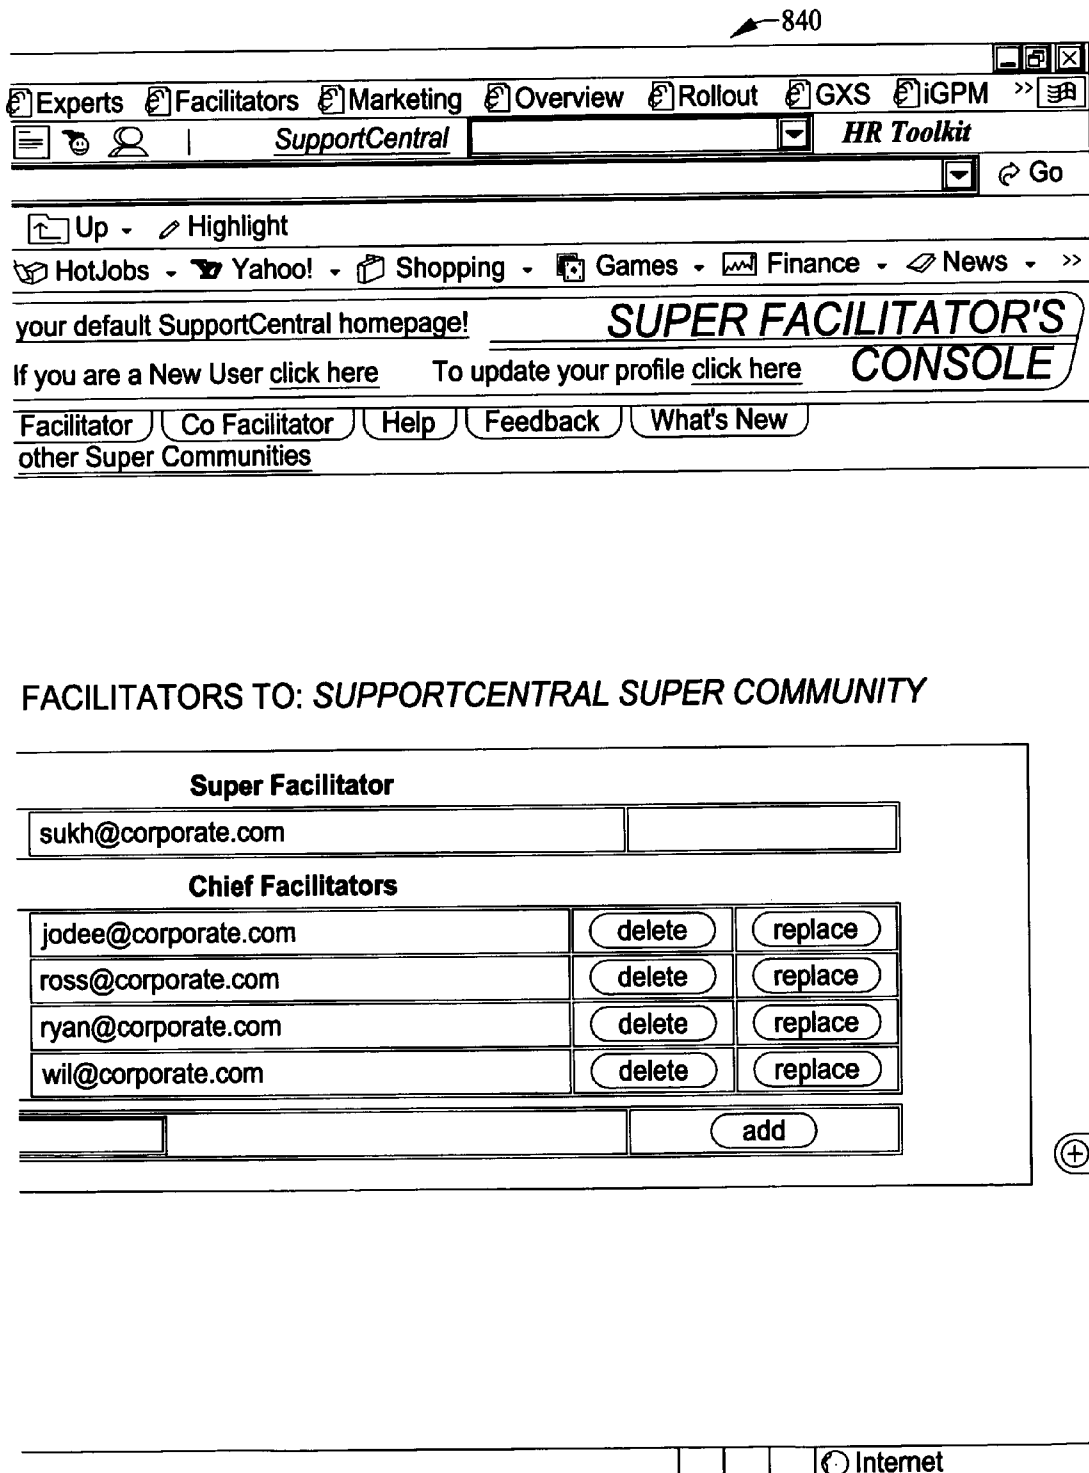 840
Experts Facilitators Marketing Overview Rollout GXS iGPM >>
SupportCentral HR Toolkit
Go
Up - Highlight
HotJobs - Yahoo! - Shopping - Games - Finance - News - >>
your default SupportCentral homepage! SUPER FACILITATOR'S
If you are a New User click here To update your profile click here CONSOLE
Facilitator Co Facilitator Help Feedback What's New
other Super Communities
FACILITATORS TO: SUPPORTCENTRAL SUPER COMMUNITY
Super Facilitator
sukh@corporate.com
Chief Facilitators
jodee@corporate.com delete replace
ross@corporate.com delete replace
ryan@corporate.com delete replace
wil@corporate.com delete replace
add
Internet